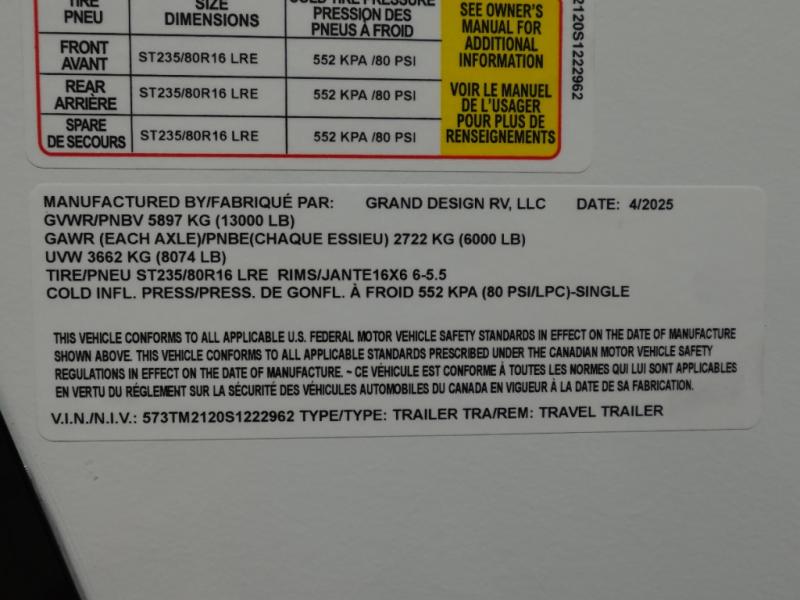 TIRE SIZE COLD TIRE PRESSURE SEE OWNER'S
PNEU DIMENSIONS PRESSION DES MANUAL FOR
PNEUS À FROID ADDITIONAL
INFORMATION
FRONT AVANT ST235/80R16 LRE 552 KPA /80 PSI
REAR ARRIÈRE ST235/80R16 LRE 552 KPA /80 PSI
SPARE DE SECOURS ST235/80R16 LRE 552 KPA /80 PSI
VOIR LE MANUEL
DE L'USAGER
POUR PLUS DE
RENSEIGNEMENTS
2120S1222962
MANUFACTURED BY/FABRIQUÉ PAR: GRAND DESIGN RV, LLC DATE: 4/2025
GVWR/PNBV 5897 KG (13000 LB)
GAWR (EACH AXLE)/PNBE(CHAQUE ESSIEU) 2722 KG (6000 LB)
UVW 3662 KG (8074 LB)
TIRE/PNEU ST235/80R16 LRE RIMS/JANTE16X6 6-5.5
COLD INFL. PRESS/PRESS. DE GONFL. À FROID 552 KPA (80 PSI/LPC)-SINGLE
THIS VEHICLE CONFORMS TO ALL APPLICABLE U.S. FEDERAL MOTOR VEHICLE SAFETY STANDARDS IN EFFECT ON THE DATE OF MANUFACTURE
SHOWN ABOVE. THIS VEHICLE CONFORMS TO ALL APPLICABLE STANDARDS PRESCRIBED UNDER THE CANADIAN MOTOR VEHICLE SAFETY
REGULATIONS IN EFFECT ON THE DATE OF MANUFACTURE. ~ CE VÉHICULE EST CONFORME À TOUTES LES NORMES QUI LUI SONT APPLICABLES
EN VERTU DU RÉGLEMENT SUR LA SÉCURITÉ DES VÉHICULES AUTOMOBILES DU CANADA EN VIGUEUR À LA DATE DE SA FABRICATION.
V.I.N./N.I.V.: 573TM2120S1222962 TYPE/TYPE: TRAILER TRA/REM: TRAVEL TRAILER